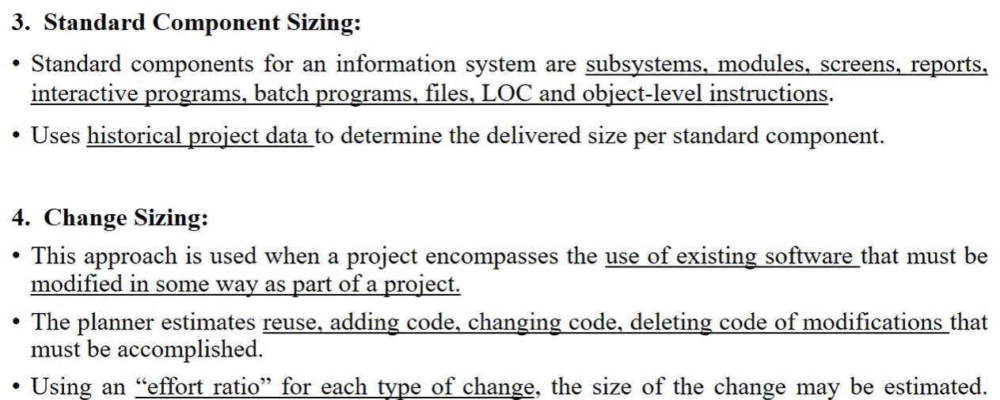 3. Standard Component Sizing:
• Standard components for an information system are subsystems, modules, screens, reports,
interactive programs, batch programs, files, LOC and object-level instructions.
• Uses historical project data to determine the delivered size per standard component.
4. Change Sizing:
• This approach is used when a project encompasses the use of existing software that must be
modified in some way as part of a project.
• The planner estimates reuse, adding code, changing code, deleting code of modifications that
must be accomplished.
• Using an “effort ratio” for each type of change, the size of the change may be estimated.